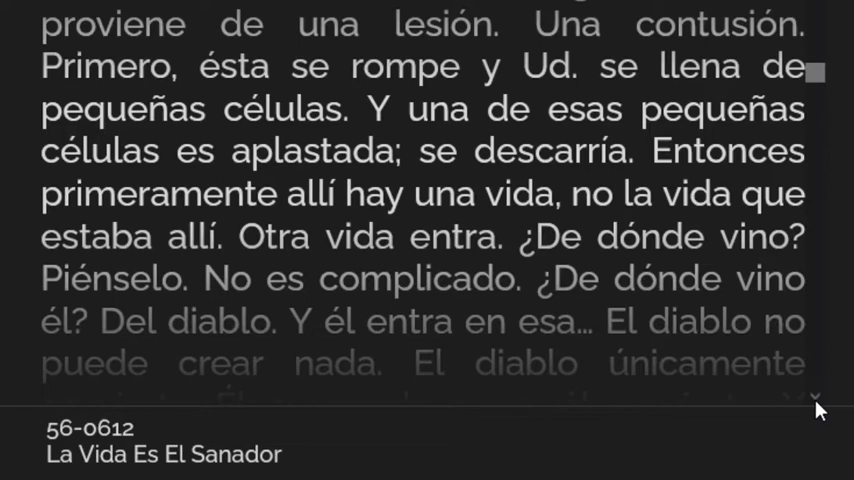 proviene de una lesión. Una contusión.
Primero, ésta se rompe y Ud. se llena de
pequeñas células. Y una de esas pequeñas
células es aplastada; se descarría. Entonces
primeramente allí hay una vida, no la vida que
estaba allí. Otra vida entra. ¿De dónde vino?
Piénselo. No es complicado. ¿De dónde vino
él? Del diablo. Y él entra en esa… El diablo no
puede crear nada. El diablo únicamente
56-0612
La Vida Es El Sanador